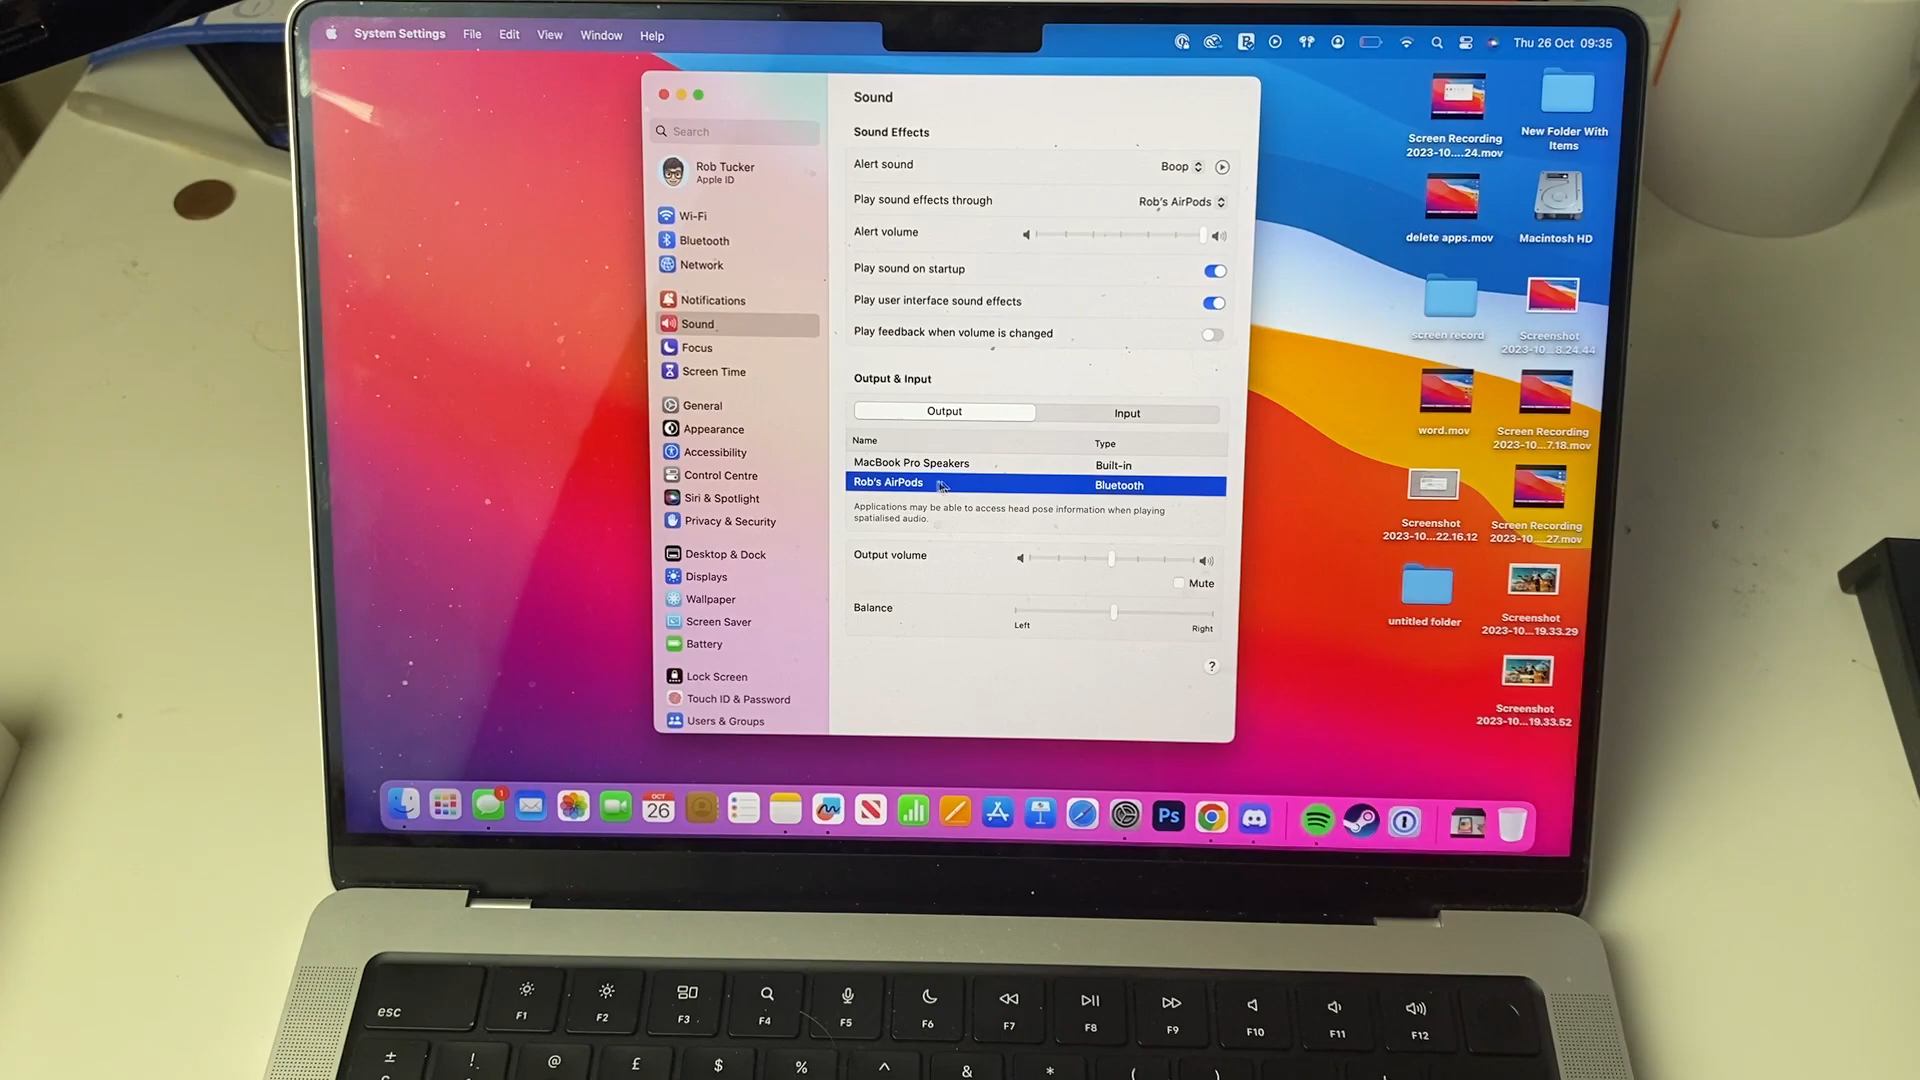 System Settings File Edit View Window Help
Thu 26 Oct 09:35
Search
Rob Tucker
Apple ID
Wi-Fi
Bluetooth
Network
Notifications
Sound
Focus
Screen Time
General
Appearance
Accessibility
Control Centre
Siri & Spotlight
Privacy & Security
Desktop & Dock
Displays
Wallpaper
Screen Saver
Battery
Lock Screen
Touch ID & Password
Users & Groups
Sound
Sound Effects
Alert sound Boop
Play sound effects through Rob's AirPods
Alert volume
Play sound on startup
Play user interface sound effects
Play feedback when volume is changed
Output & Input
Output Input
Name Type
MacBook Pro Speakers Built-in
Rob's AirPods Bluetooth
Applications may be able to access head pose information when playing
spatialised audio.
Output volume
Mute
Balance
Left Right
?
Screen Recording
2023-10....24.mov
New Folder With
Items
delete apps.mov
Macintosh HD
screen record
Screenshot
2023-10...8.24.44
word.mov
Screen Recording
2023-10...7.18.mov
Screenshot
2023-10...22.16.12
Screen Recording
2023-10....27.mov
untitled folder
Screenshot
2023-10...19.33.29
Screenshot
2023-10...19.33.52
1
OCT
26
Ps
esc F1 F2 F3 F4 F5 F6 F7 F8 F9 F10 F11 F12
± ! @ £ $ % ^ & * ( )